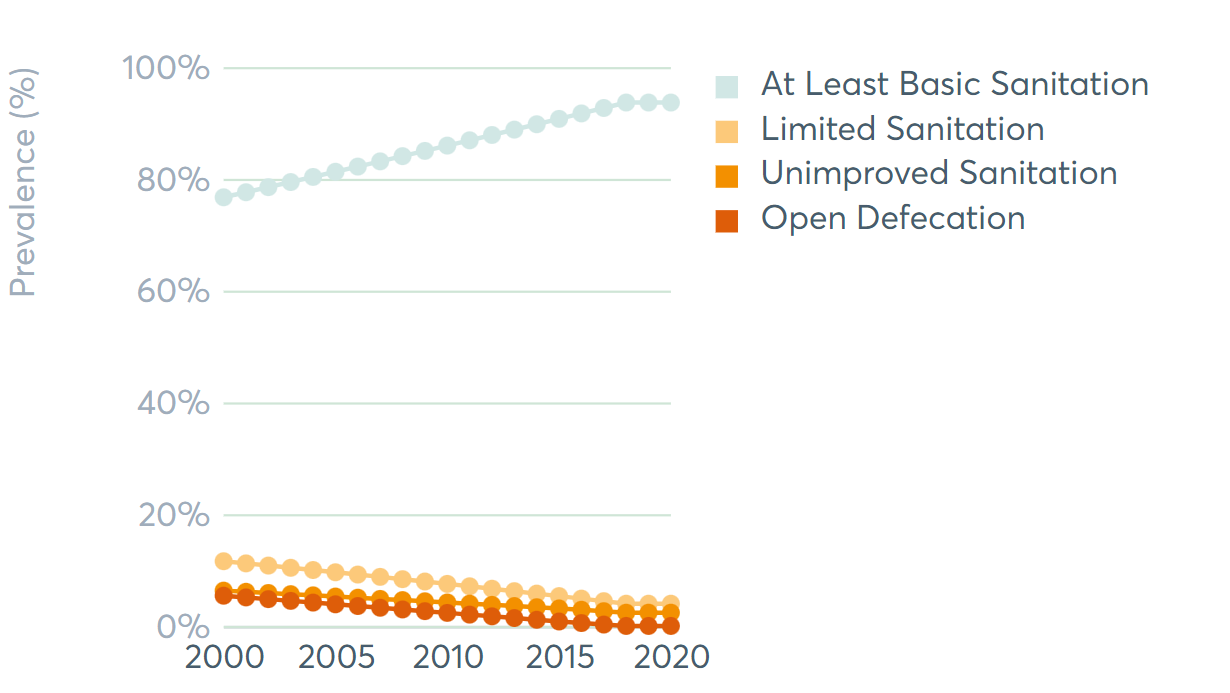 Prevalence (%)
100%
80%
60%
40%
20%
0%
2000 2005 2010 2015 2020
At Least Basic Sanitation
Limited Sanitation
Unimproved Sanitation
Open Defecation